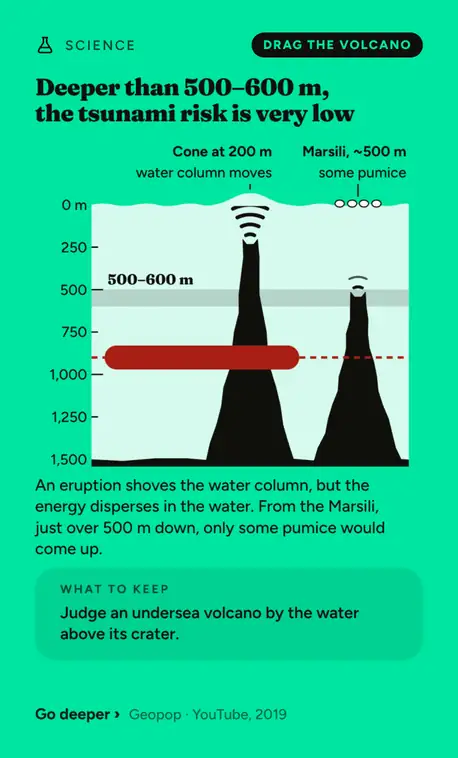 SCIENCE
DRAG THE VOLCANO
Deeper than 500–600 m,
the tsunami risk is very low
Cone at 200 m
water column moves
Marsili, ~500 m
some pumice
0 m
250
500–600 m
500
750
1,000
1,250
1,500
An eruption shoves the water column, but the
energy disperses in the water. From the Marsili,
just over 500 m down, only some pumice would
come up.
WHAT TO KEEP
Judge an undersea volcano by the water
above its crater.
Go deeper › Geopop · YouTube, 2019